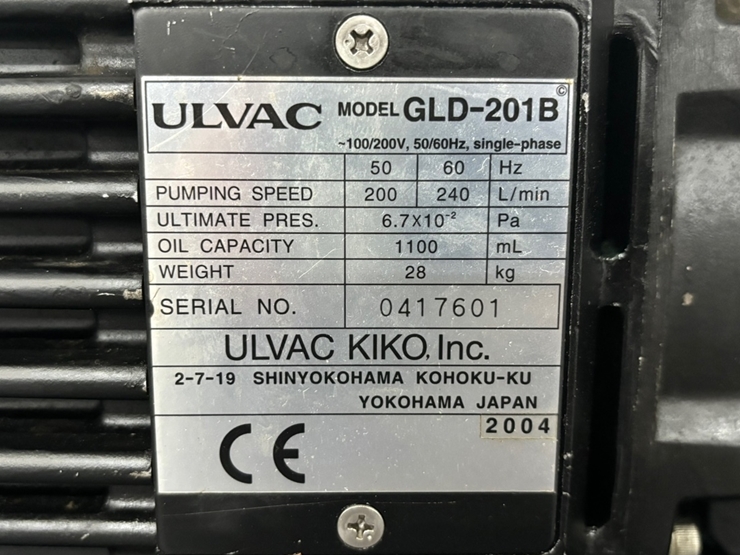 ULVAC MODEL GLD-201B ©
~100/200V, 50/60Hz, single-phase
50 60 Hz
PUMPING SPEED 200 240 L/min
ULTIMATE PRES. 6.7X10⁻² Pa
OIL CAPACITY 1100 mL
WEIGHT 28 kg
SERIAL NO. 0417601
ULVAC KIKO, Inc.
2-7-19 SHINYOKOHAMA KOHOKU-KU
YOKOHAMA JAPAN
2004
CE